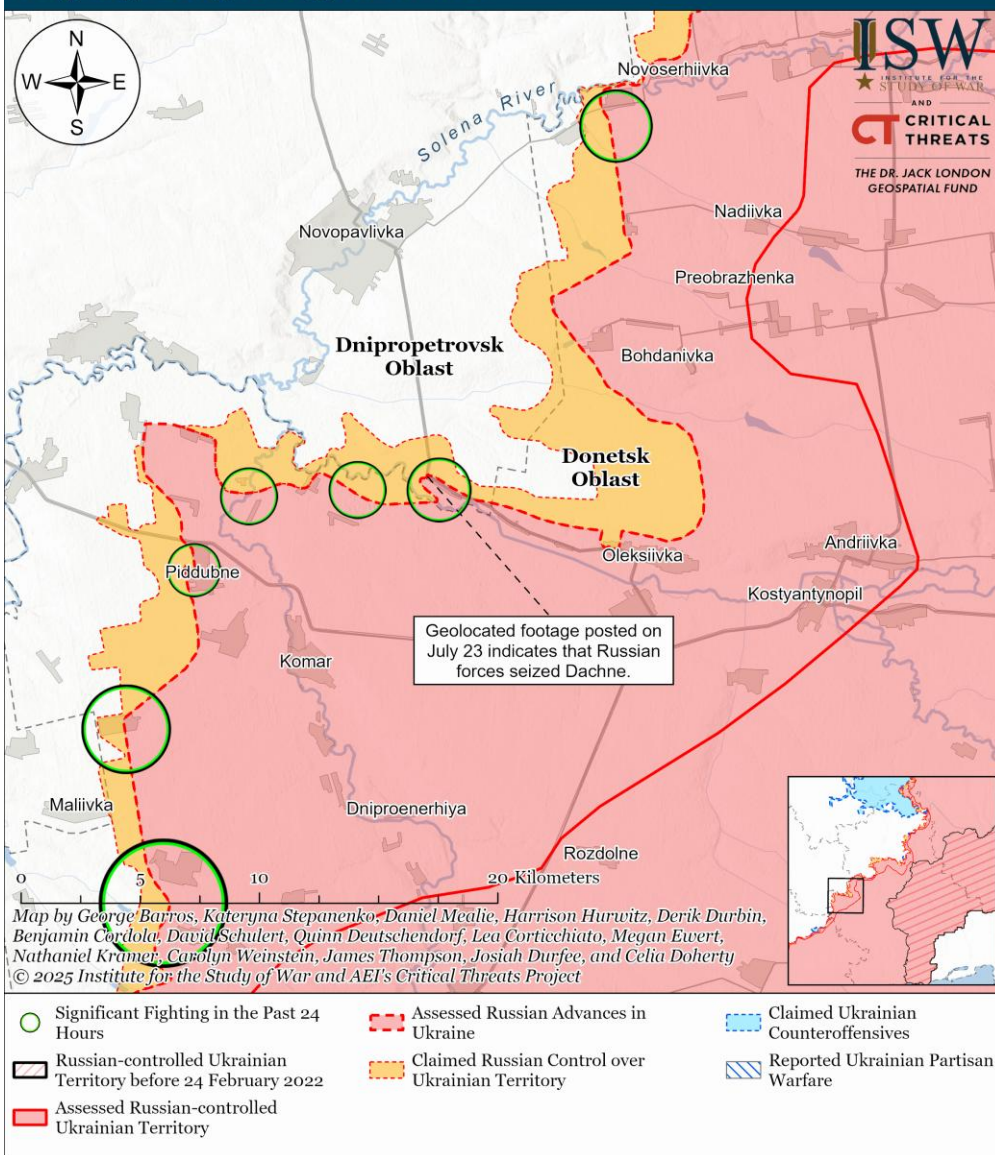 N
W E
S
ISW
INSTITUTE FOR THE
STUDY OF WAR
AND
CT CRITICAL
THREATS
THE DR. JACK LONDON
GEOSPATIAL FUND
Novoserhiivka
Solena River
Nadiivka
Novopavlivka
Preobrazhenka
Dnipropetrovsk
Oblast
Bohdanivka
Donetsk
Oblast
Oleksiivka
Andriivka
Piddubne
Kostyantynopil
Geolocated footage posted on
July 23 indicates that Russian
forces seized Dachne.
Komar
Maliivka
Dniproenerhiya
Rozdolne
0 5 10 20 Kilometers
Map by George Barros, Kateryna Stepanenko, Daniel Mealie, Harrison Hurwitz, Derik Durbin,
Benjamin Cordola, David Schulert, Quinn Deutschendorf, Lea Corticchiato, Megan Ewert,
Nathaniel Kramer, Carolyn Weinstein, James Thompson, Josiah Durfee, and Celia Doherty
© 2025 Institute for the Study of War and AEI's Critical Threats Project
Significant Fighting in the Past 24
Hours
Russian-controlled Ukrainian
Territory before 24 February 2022
Assessed Russian-controlled
Ukrainian Territory
Assessed Russian Advances in
Ukraine
Claimed Russian Control over
Ukrainian Territory
Claimed Ukrainian
Counteroffensives
Reported Ukrainian Partisan
Warfare